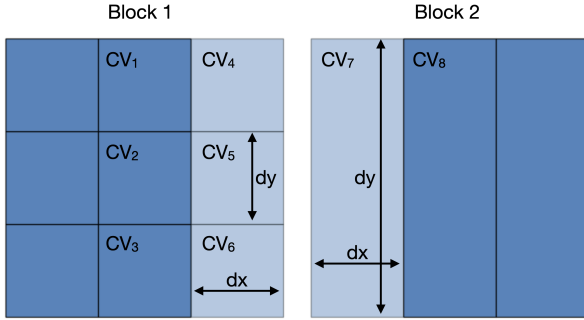 Block 1 Block 2
CV₁ CV₄ CV₇ CV₈
CV₂ CV₅
dy dy
CV₃ CV₆
dx dx